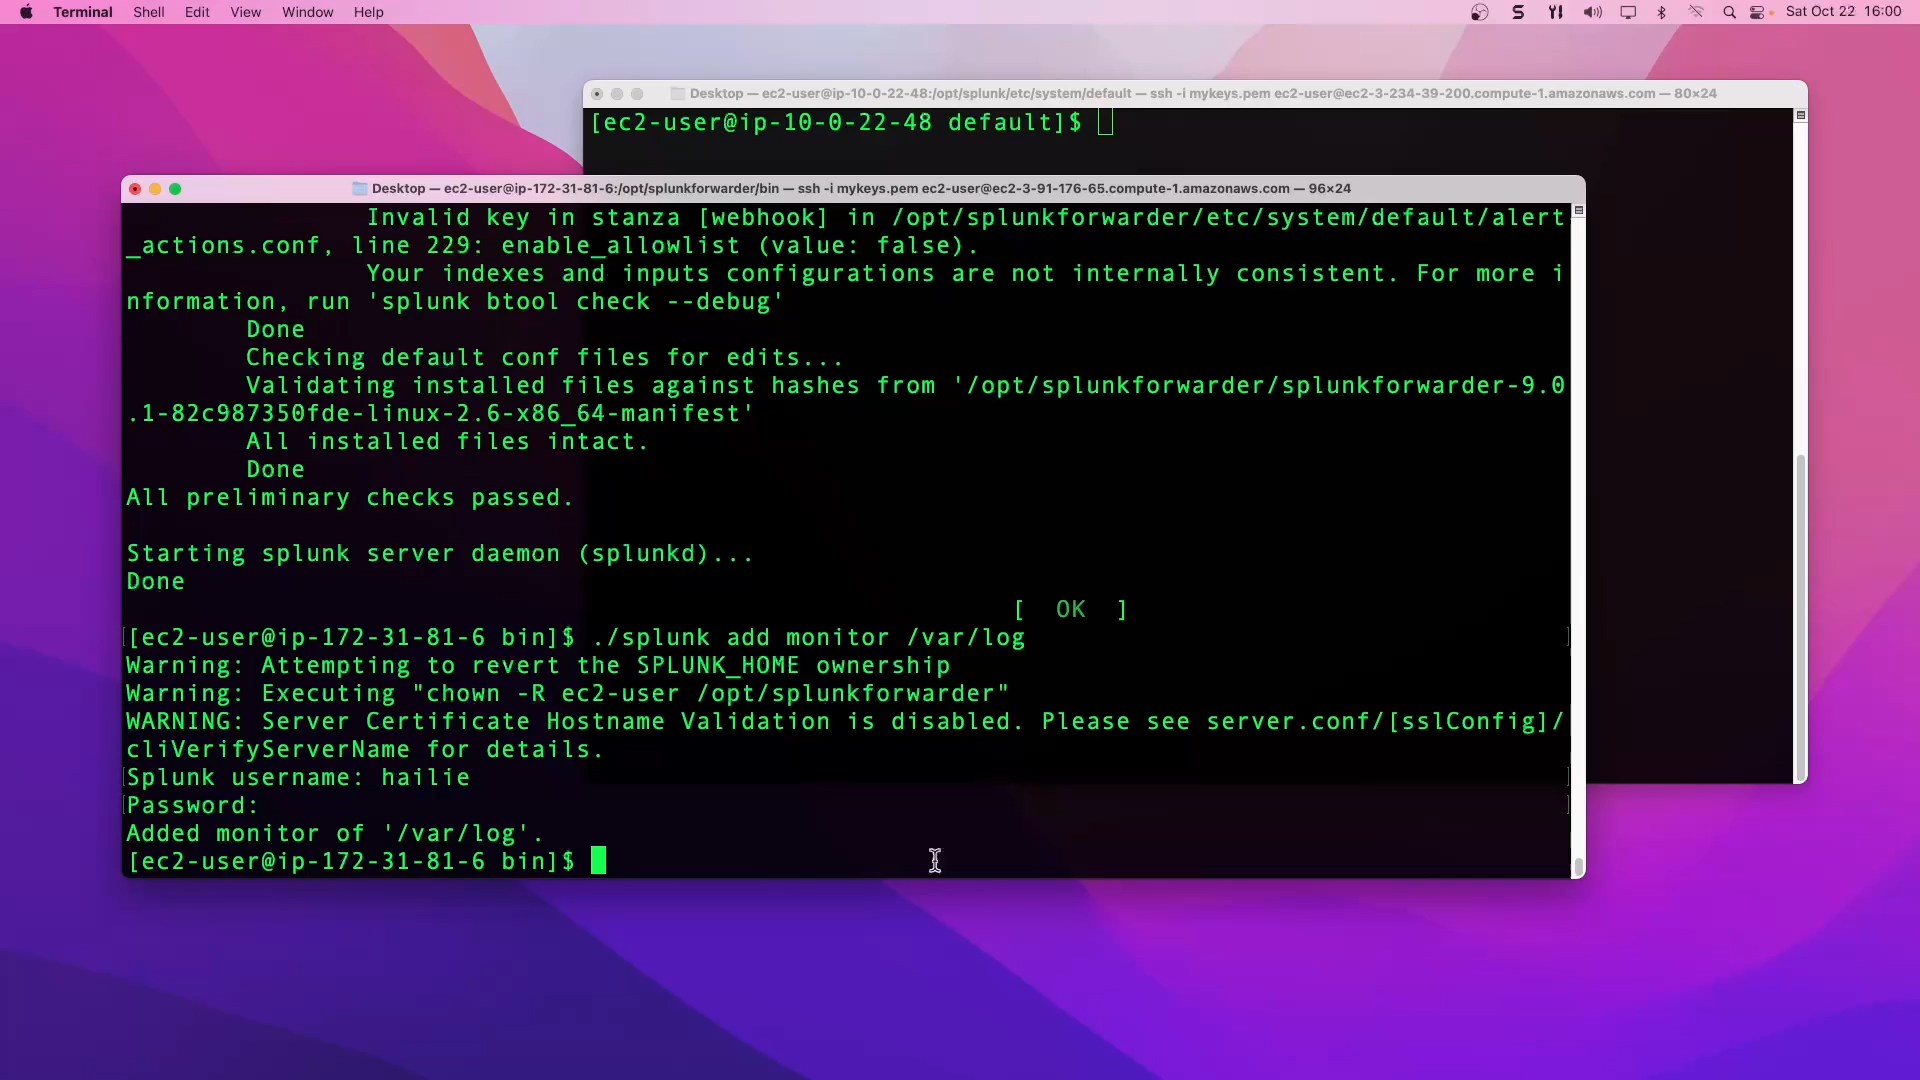 Terminal Shell Edit View Window Help Sat Oct 22 16:00
Desktop — ec2-user@ip-10-0-22-48:/opt/splunk/etc/system/default — ssh -i mykeys.pem ec2-user@ec2-3-234-39-200.compute-1.amazonaws.com — 80×24
[ec2-user@ip-10-0-22-48 default]$
Desktop — ec2-user@ip-172-31-81-6:/opt/splunkforwarder/bin — ssh -i mykeys.pem ec2-user@ec2-3-91-176-65.compute-1.amazonaws.com — 96×24
Invalid key in stanza [webhook] in /opt/splunkforwarder/etc/system/default/alert
_actions.conf, line 229: enable_allowlist (value: false).
Your indexes and inputs configurations are not internally consistent. For more i
nformation, run 'splunk btool check --debug'
Done
Checking default conf files for edits...
Validating installed files against hashes from '/opt/splunkforwarder/splunkforwarder-9.0
.1-82c987350fde-linux-2.6-x86_64-manifest'
All installed files intact.
Done
All preliminary checks passed.
Starting splunk server daemon (splunkd)...
Done
[ OK ]
[[ec2-user@ip-172-31-81-6 bin]$ ./splunk add monitor /var/log ]
Warning: Attempting to revert the SPLUNK_HOME ownership
Warning: Executing "chown -R ec2-user /opt/splunkforwarder"
WARNING: Server Certificate Hostname Validation is disabled. Please see server.conf/[sslConfig]/
cliVerifyServerName for details.
[Splunk username: hailie ]
[Password: ]
Added monitor of '/var/log'.
[ec2-user@ip-172-31-81-6 bin]$